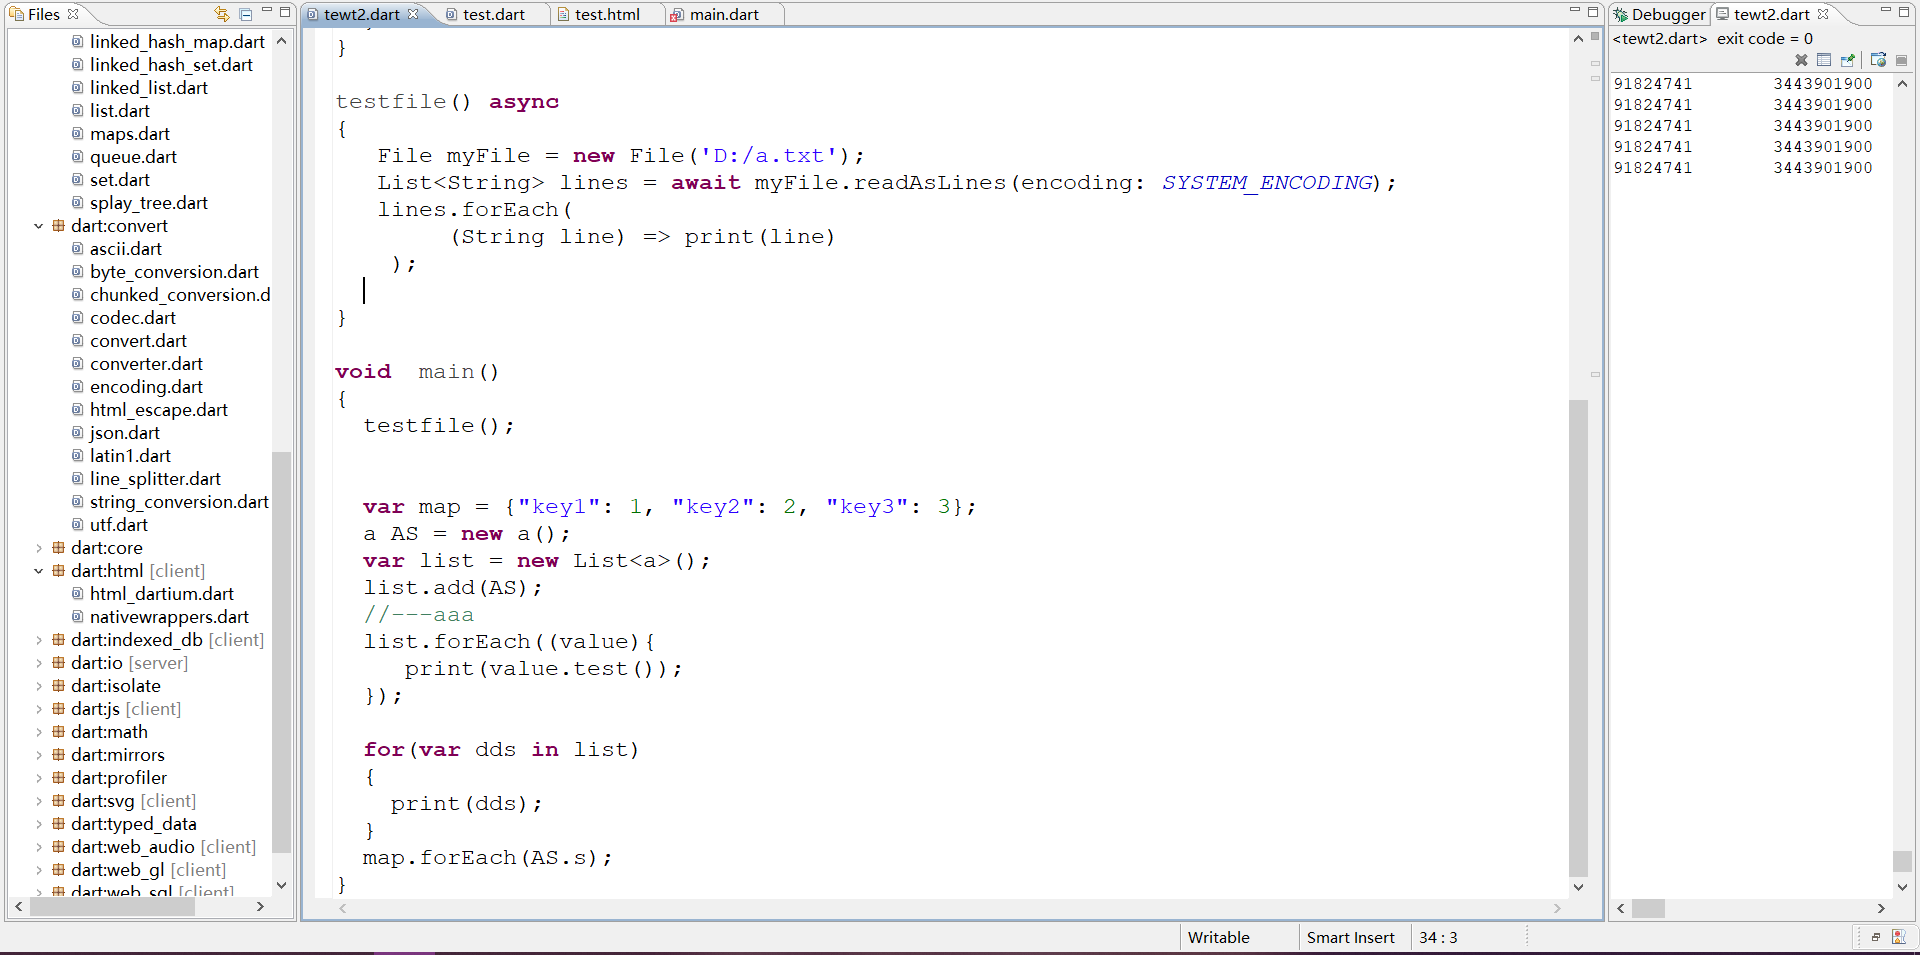 Files
linked_hash_map.dart
linked_hash_set.dart
linked_list.dart
list.dart
maps.dart
queue.dart
set.dart
splay_tree.dart
dart:convert
ascii.dart
byte_conversion.dart
chunked_conversion.d
codec.dart
convert.dart
converter.dart
encoding.dart
html_escape.dart
json.dart
latin1.dart
line_splitter.dart
string_conversion.dart
utf.dart
dart:core
dart:html [client]
html_dartium.dart
nativewrappers.dart
dart:indexed_db [client]
dart:io [server]
dart:isolate
dart:js [client]
dart:math
dart:mirrors
dart:profiler
dart:svg [client]
dart:typed_data
dart:web_audio [client]
dart:web_gl [client]
dart:web_sql [client]
tewt2.dart test.dart test.html main.dart
}
testfile() async
{
File myFile = new File('D:/a.txt');
List<String> lines = await myFile.readAsLines(encoding: SYSTEM_ENCODING);
lines.forEach(
(String line) => print(line)
);
}
void main()
{
testfile();
var map = {"key1": 1, "key2": 2, "key3": 3};
a AS = new a();
var list = new List<a>();
list.add(AS);
//---aaa
list.forEach((value){
print(value.test());
});
for(var dds in list)
{
print(dds);
}
map.forEach(AS.s);
}
Debugger tewt2.dart
<tewt2.dart> exit code = 0
91824741 3443901900
91824741 3443901900
91824741 3443901900
91824741 3443901900
91824741 3443901900
Writable Smart Insert 34 : 3